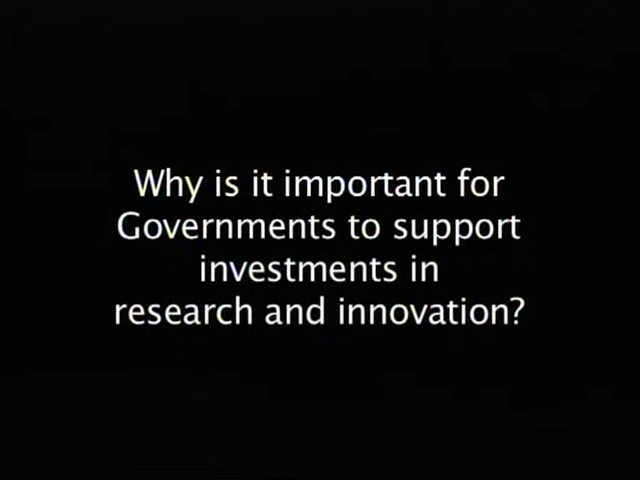 Why is it important for
Governments to support
investments in
research and innovation?